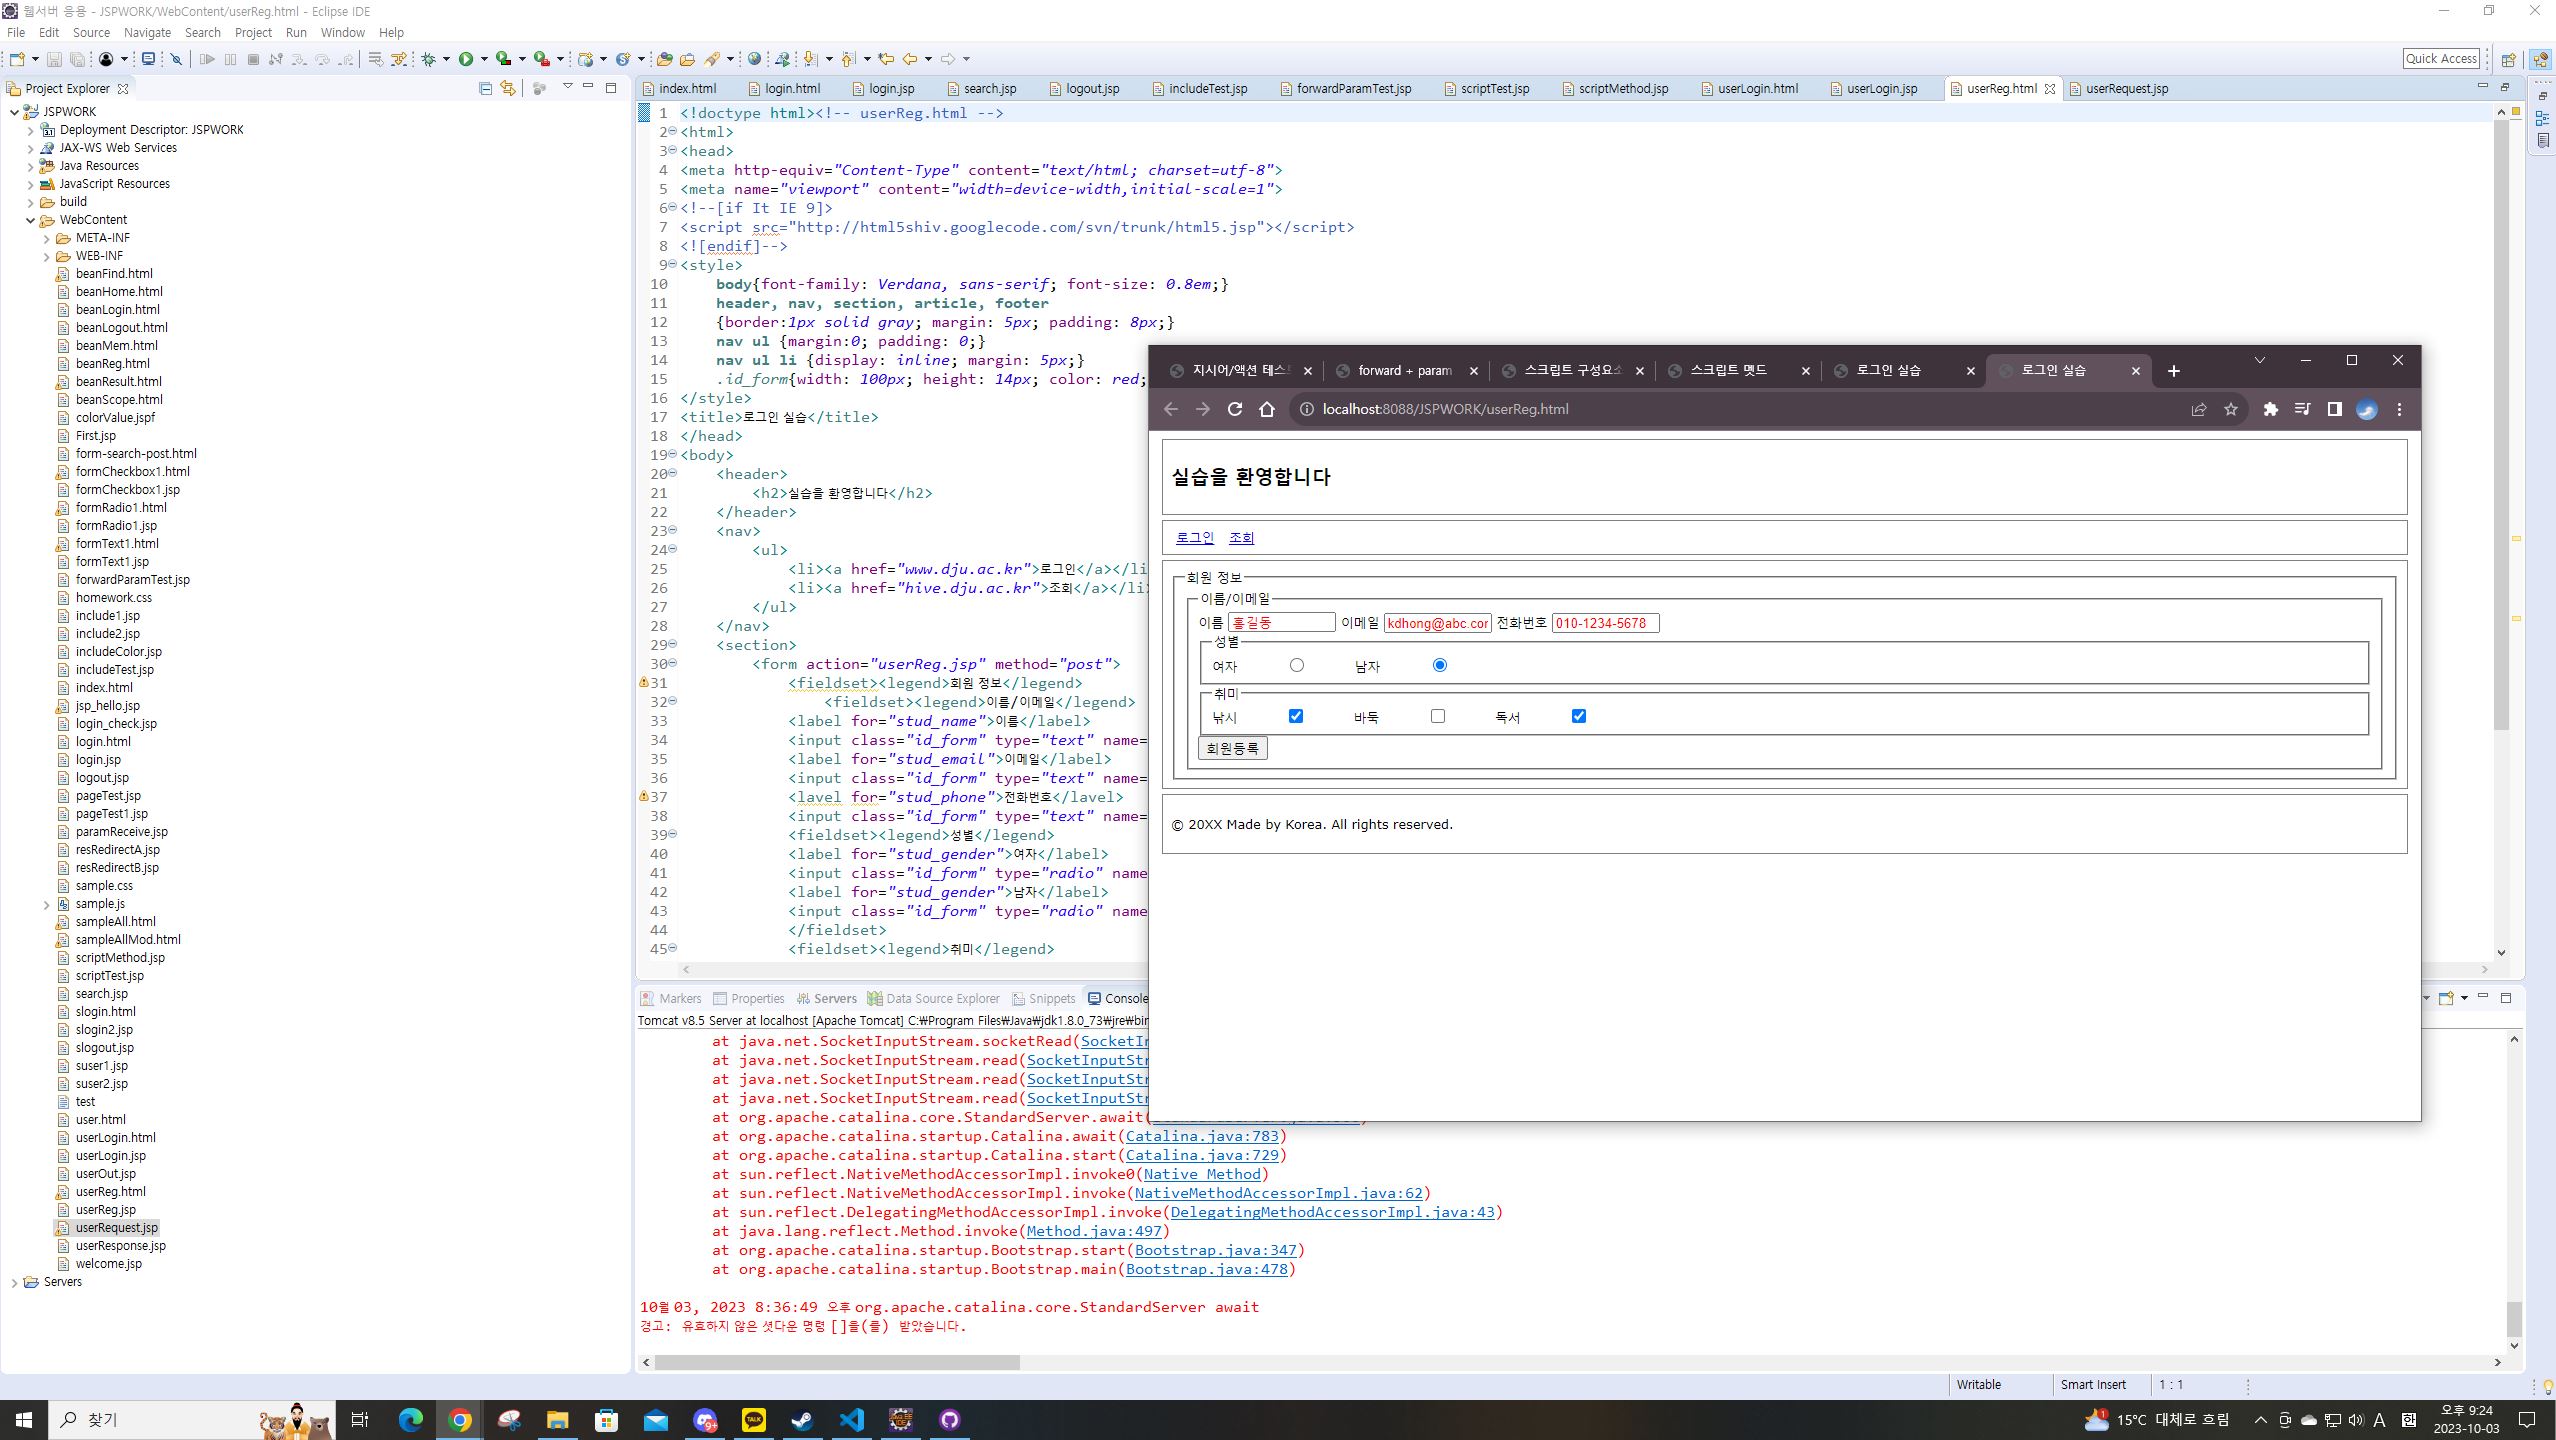 웹서버 응용 - JSPWORK/WebContent/userReg.html - Eclipse IDE
File Edit Source Navigate Search Project Run Window Help
Quick Access
Project Explorer
JSPWORK
Deployment Descriptor: JSPWORK
JAX-WS Web Services
Java Resources
JavaScript Resources
build
WebContent
META-INF
WEB-INF
beanFind.html
beanHome.html
beanLogin.html
beanLogout.html
beanMem.html
beanReg.html
beanResult.html
beanScope.html
colorValue.jspf
First.jsp
form-search-post.html
formCheckbox1.html
formCheckbox1.jsp
formRadio1.html
formRadio1.jsp
formText1.html
formText1.jsp
forwardParamTest.jsp
homework.css
include1.jsp
include2.jsp
includeColor.jsp
includeTest.jsp
index.html
jsp_hello.jsp
login_check.jsp
login.html
login.jsp
logout.jsp
pageTest.jsp
pageTest1.jsp
paramReceive.jsp
resRedirectA.jsp
resRedirectB.jsp
sample.css
sample.js
sampleAll.html
sampleAllMod.html
scriptMethod.jsp
scriptTest.jsp
search.jsp
slogin.html
slogin2.jsp
slogout.jsp
suser1.jsp
suser2.jsp
test
user.html
userLogin.html
userLogin.jsp
userOut.jsp
userReg.html
userReg.jsp
userRequest.jsp
userResponse.jsp
welcome.jsp
Servers
index.html login.html login.jsp search.jsp logout.jsp includeTest.jsp forwardParamTest.jsp scriptTest.jsp scriptMethod.jsp userLogin.html userLogin.jsp userReg.html userRequest.jsp
1 <!doctype html><!-- userReg.html -->
2 <html>
3 <head>
4 <meta http-equiv="Content-Type" content="text/html; charset=utf-8">
5 <meta name="viewport" content="width=device-width,initial-scale=1">
6 <!--[if It IE 9]>
7 <script src="http://html5shiv.googlecode.com/svn/trunk/html5.jsp"></script>
8 <![endif]-->
9 <style>
10 body{font-family: Verdana, sans-serif; font-size: 0.8em;}
11 header, nav, section, article, footer
12 {border:1px solid gray; margin: 5px; padding: 8px;}
13 nav ul {margin:0; padding: 0;}
14 nav ul li {display: inline; margin: 5px;}
15 .id_form{width: 100px; height: 14px; color: red;
16 </style>
17 <title>로그인 실습</title>
18 </head>
19 <body>
20 <header>
21 <h2>실습을 환영합니다</h2>
22 </header>
23 <nav>
24 <ul>
25 <li><a href="www.dju.ac.kr">로그인</a></li
26 <li><a href="hive.dju.ac.kr">조회</a></li>
27 </ul>
28 </nav>
29 <section>
30 <form action="userReg.jsp" method="post">
31 <fieldset><legend>회원 정보</legend>
32 <fieldset><legend>이름/이메일</legend>
33 <label for="stud_name">이름</label>
34 <input class="id_form" type="text" name=
35 <label for="stud_email">이메일</label>
36 <input class="id_form" type="text" name=
37 <lavel for="stud_phone">전화번호</lavel>
38 <input class="id_form" type="text" name=
39 <fieldset><legend>성별</legend>
40 <label for="stud_gender">여자</label>
41 <input class="id_form" type="radio" name
42 <label for="stud_gender">남자</label>
43 <input class="id_form" type="radio" name
44 </fieldset>
45 <fieldset><legend>취미</legend>
지시어/액션 테스트 forward + param 스크립트 구성요소 스크립트 멧드 로그인 실습 로그인 실습
localhost:8088/JSPWORK/userReg.html
실습을 환영합니다
로그인 조회
회원 정보
이름/이메일
이름 홍길동 이메일 kdhong@abc.cor 전화번호 010-1234-5678
성별
여자 남자
취미
낚시 바둑 독서
회원등록
© 20XX Made by Korea. All rights reserved.
Markers Properties Servers Data Source Explorer Snippets Console
Tomcat v8.5 Server at localhost [Apache Tomcat] C:₩Program Files₩Java₩jdk1.8.0_73₩jre₩bin
at java.net.SocketInputStream.socketRead(SocketIn
at java.net.SocketInputStream.read(SocketInputStr
at java.net.SocketInputStream.read(SocketInputStr
at java.net.SocketInputStream.read(SocketInputStr
at org.apache.catalina.core.StandardServer.await(
at org.apache.catalina.startup.Catalina.await(Catalina.java:783)
at org.apache.catalina.startup.Catalina.start(Catalina.java:729)
at sun.reflect.NativeMethodAccessorImpl.invoke0(Native Method)
at sun.reflect.NativeMethodAccessorImpl.invoke(NativeMethodAccessorImpl.java:62)
at sun.reflect.DelegatingMethodAccessorImpl.invoke(DelegatingMethodAccessorImpl.java:43)
at java.lang.reflect.Method.invoke(Method.java:497)
at org.apache.catalina.startup.Bootstrap.start(Bootstrap.java:347)
at org.apache.catalina.startup.Bootstrap.main(Bootstrap.java:478)
10월 03, 2023 8:36:49 오후 org.apache.catalina.core.StandardServer await
경고: 유효하지 않은 셧다운 명령 []을(를) 받았습니다.
Writable Smart Insert 1 : 1
찾기
15°C 대체로 흐림
A 한
오후 9:24
2023-10-03